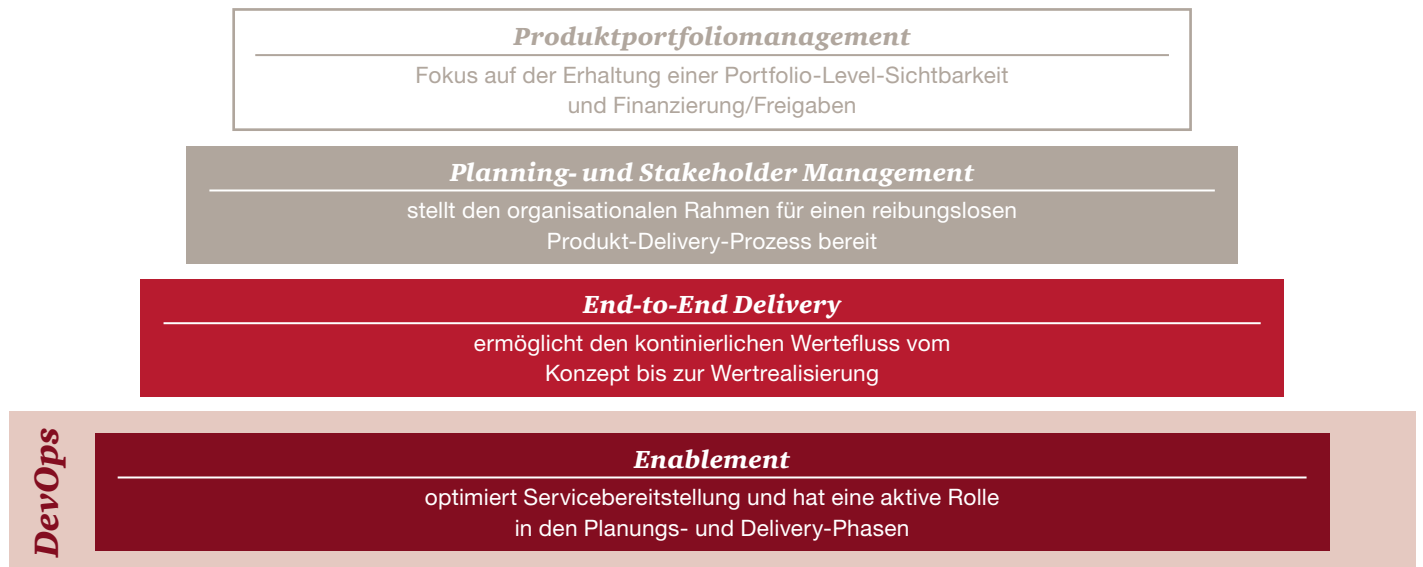 Produktportfoliomanagement
Fokus auf der Erhaltung einer Portfolio-Level-Sichtbarkeit
und Finanzierung/Freigaben
Planning- und Stakeholder Management
stellt den organisationalen Rahmen für einen reibungslosen
Produkt-Delivery-Prozess bereit
End-to-End Delivery
ermöglicht den kontinierlichen Wertefluss vom
Konzept bis zur Wertrealisierung
DevOps
Enablement
optimiert Servicebereitstellung und hat eine aktive Rolle
in den Planungs- und Delivery-Phasen